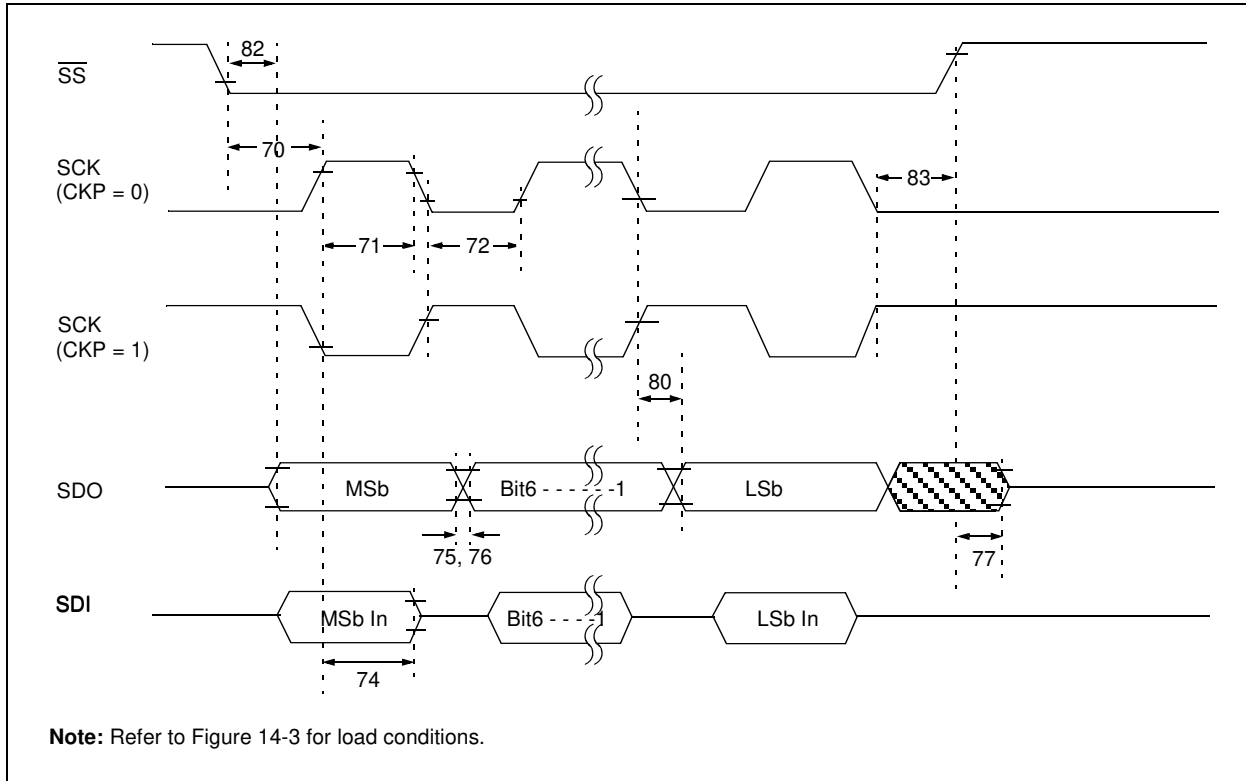 82
SS
70
SCK
(CKP = 0)
83
71
72
SCK
(CKP = 1)
80
SDO
MSb
Bit6 - - - - - -1
LSb
75, 76
77
SDI
MSb In
Bit6 - - - -1
LSb In
74
Note: Refer to Figure 14-3 for load conditions.